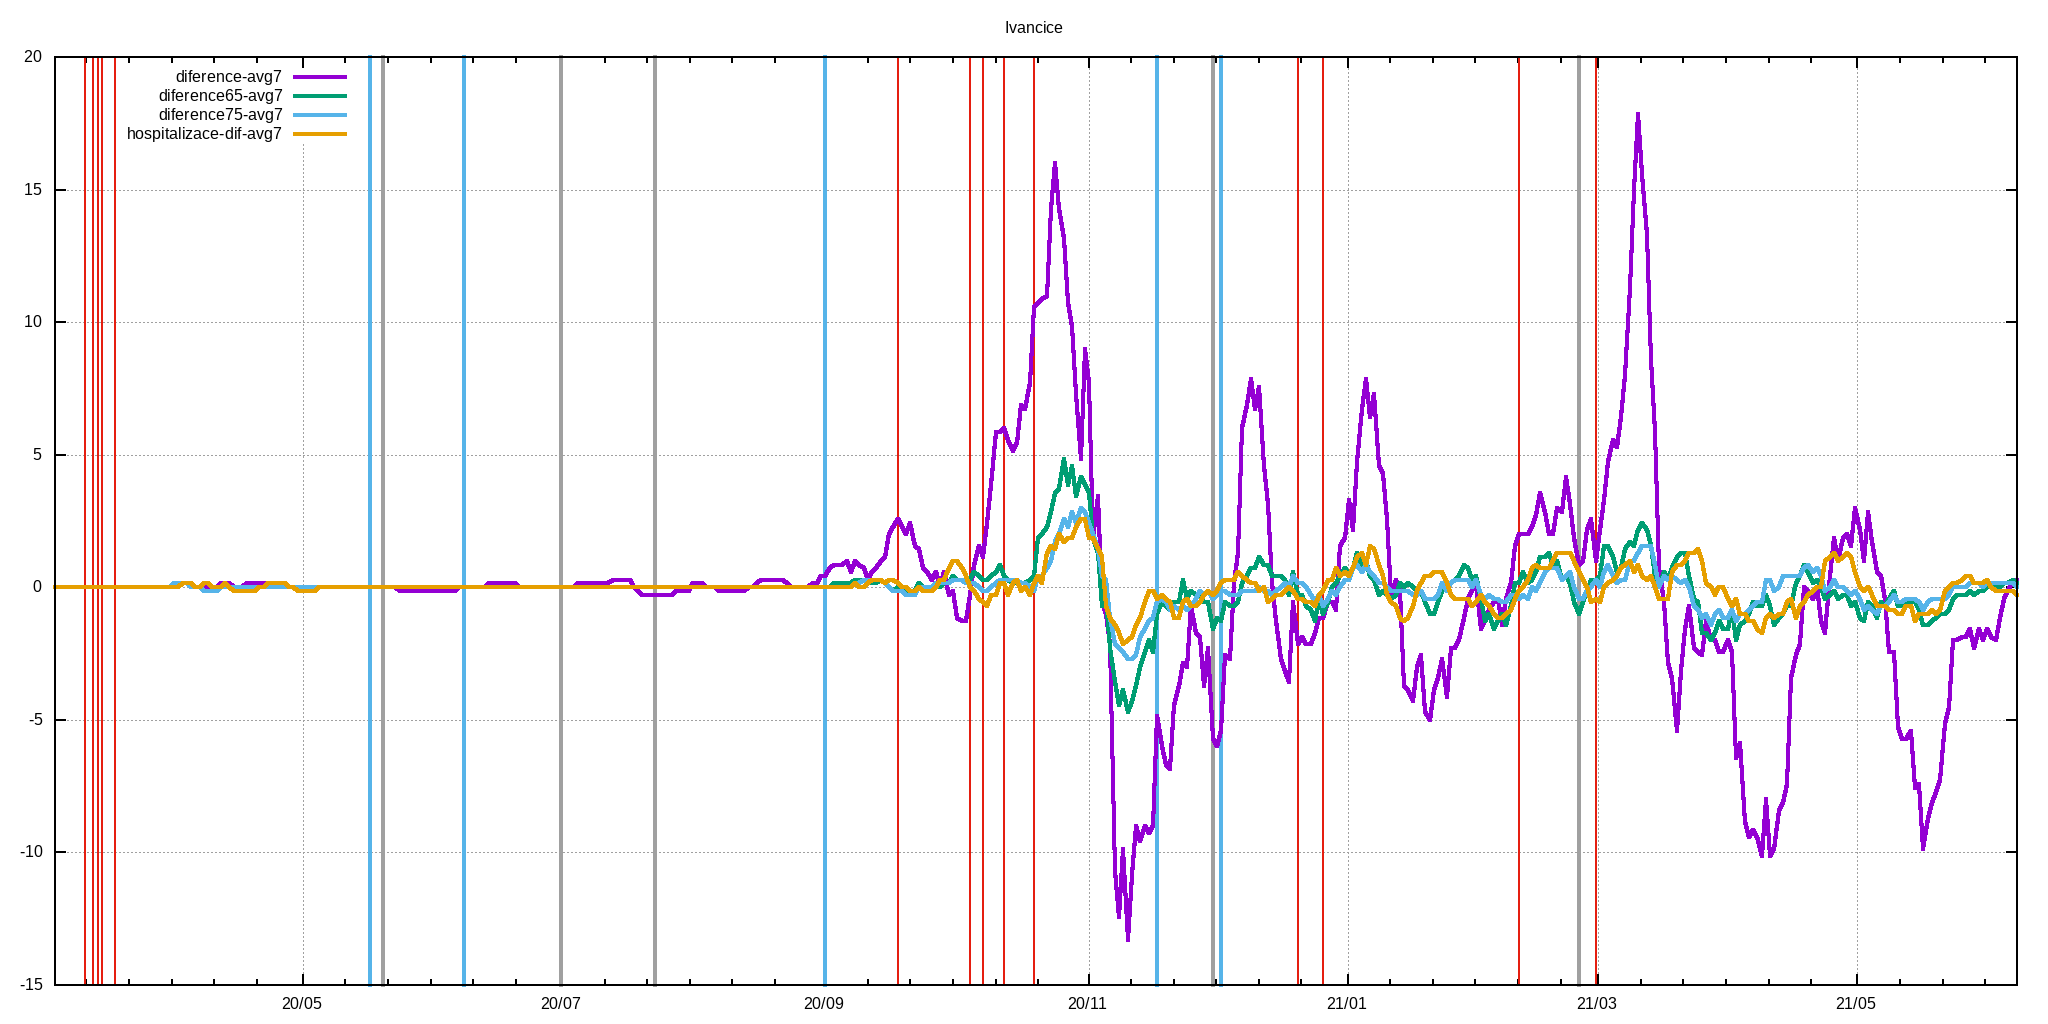 Ivancice
20
diference-avg7
diference65-avg7
diference75-avg7
hospitalizace-dif-avg7
15
10
5
0
-5
-10
-15
20/05 20/07 20/09 20/11 21/01 21/03 21/05